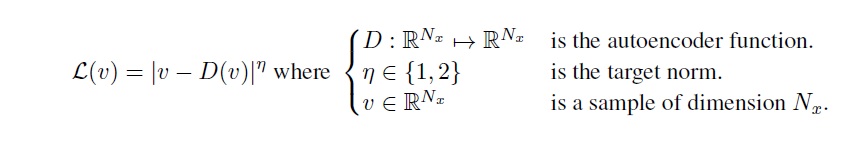 D : ℝ^{N_x} ↦ ℝ^{N_x} is the autoencoder function.
ℒ(v) = |v − D(v)|^η where { η ∈ {1, 2} is the target norm.
v ∈ ℝ^{N_x} is a sample of dimension N_x.